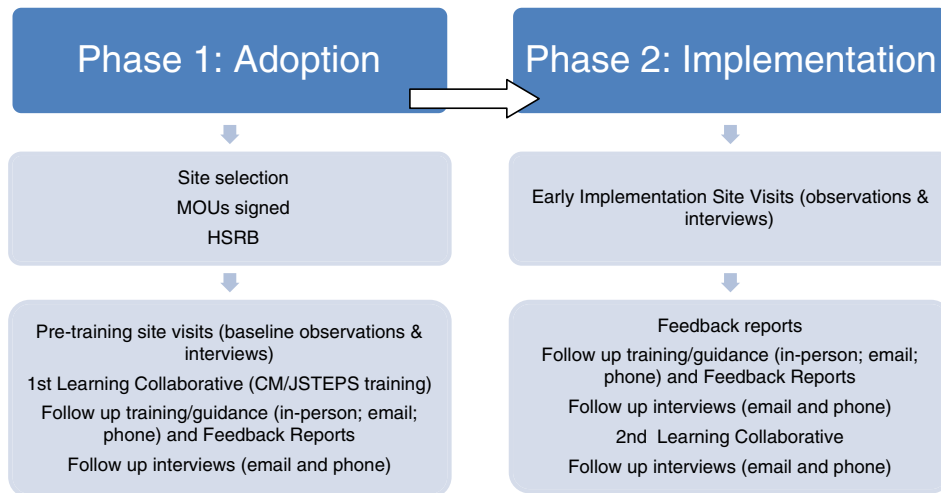 Phase 1: Adoption
Site selection
MOUs signed
HSRB
Pre-training site visits (baseline observations &
interviews)
1st Learning Collaborative (CM/JSTEPS training)
Follow up training/guidance (in-person; email;
phone) and Feedback Reports
Follow up interviews (email and phone)
Phase 2: Implementation
Early Implementation Site Visits (observations &
interviews)
Feedback reports
Follow up training/guidance (in-person; email;
phone) and Feedback Reports
Follow up interviews (email and phone)
2nd Learning Collaborative
Follow up interviews (email and phone)